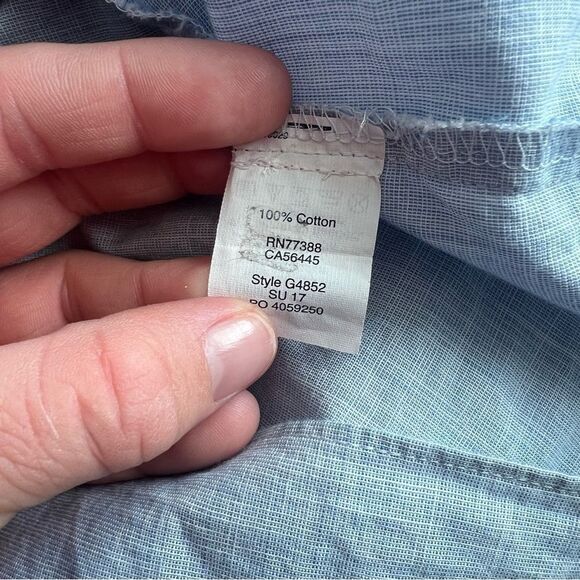 100% Cotton
RN77388
CA56445
Style G4852
SU 17
PO 4059250